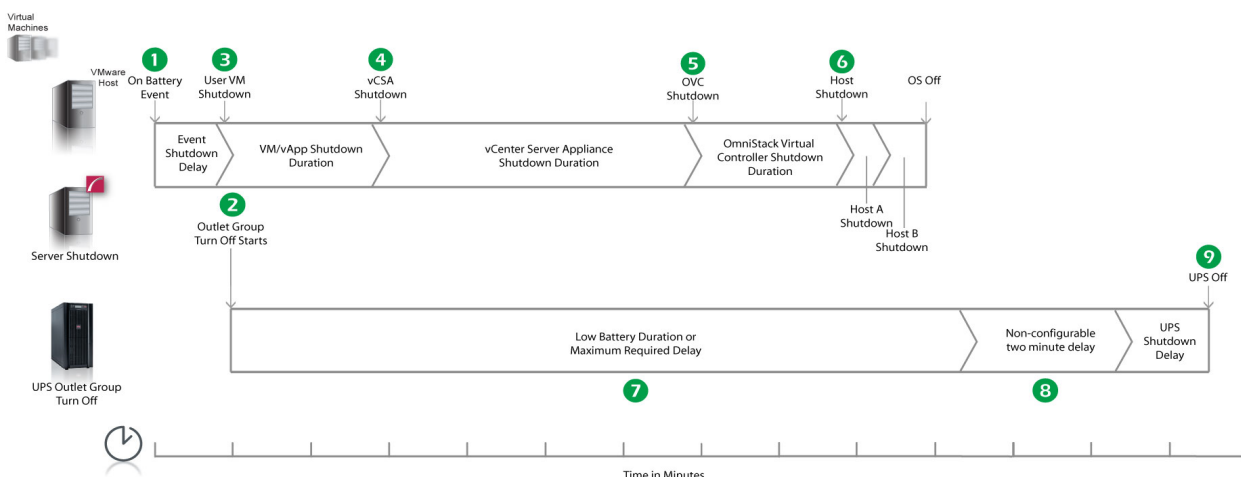 Virtual
Machines
VMware
Host
1
On Battery
Event
3
User VM
Shutdown
4
vCSA
Shutdown
5
OVC
Shutdown
6
Host
Shutdown
OS Off
Event
Shutdown
Delay
VM/vApp Shutdown
Duration
vCenter Server Appliance
Shutdown Duration
OmniStack Virtual
Controller Shutdown
Duration
Host A
Shutdown
Host B
Shutdown
Server Shutdown
2
Outlet Group
Turn Off Starts
9
UPS Off
Low Battery Duration or
Maximum Required Delay
Non-configurable
two minute delay
UPS
Shutdown
Delay
7
8
UPS Outlet Group
Turn Off
Time in Minutes